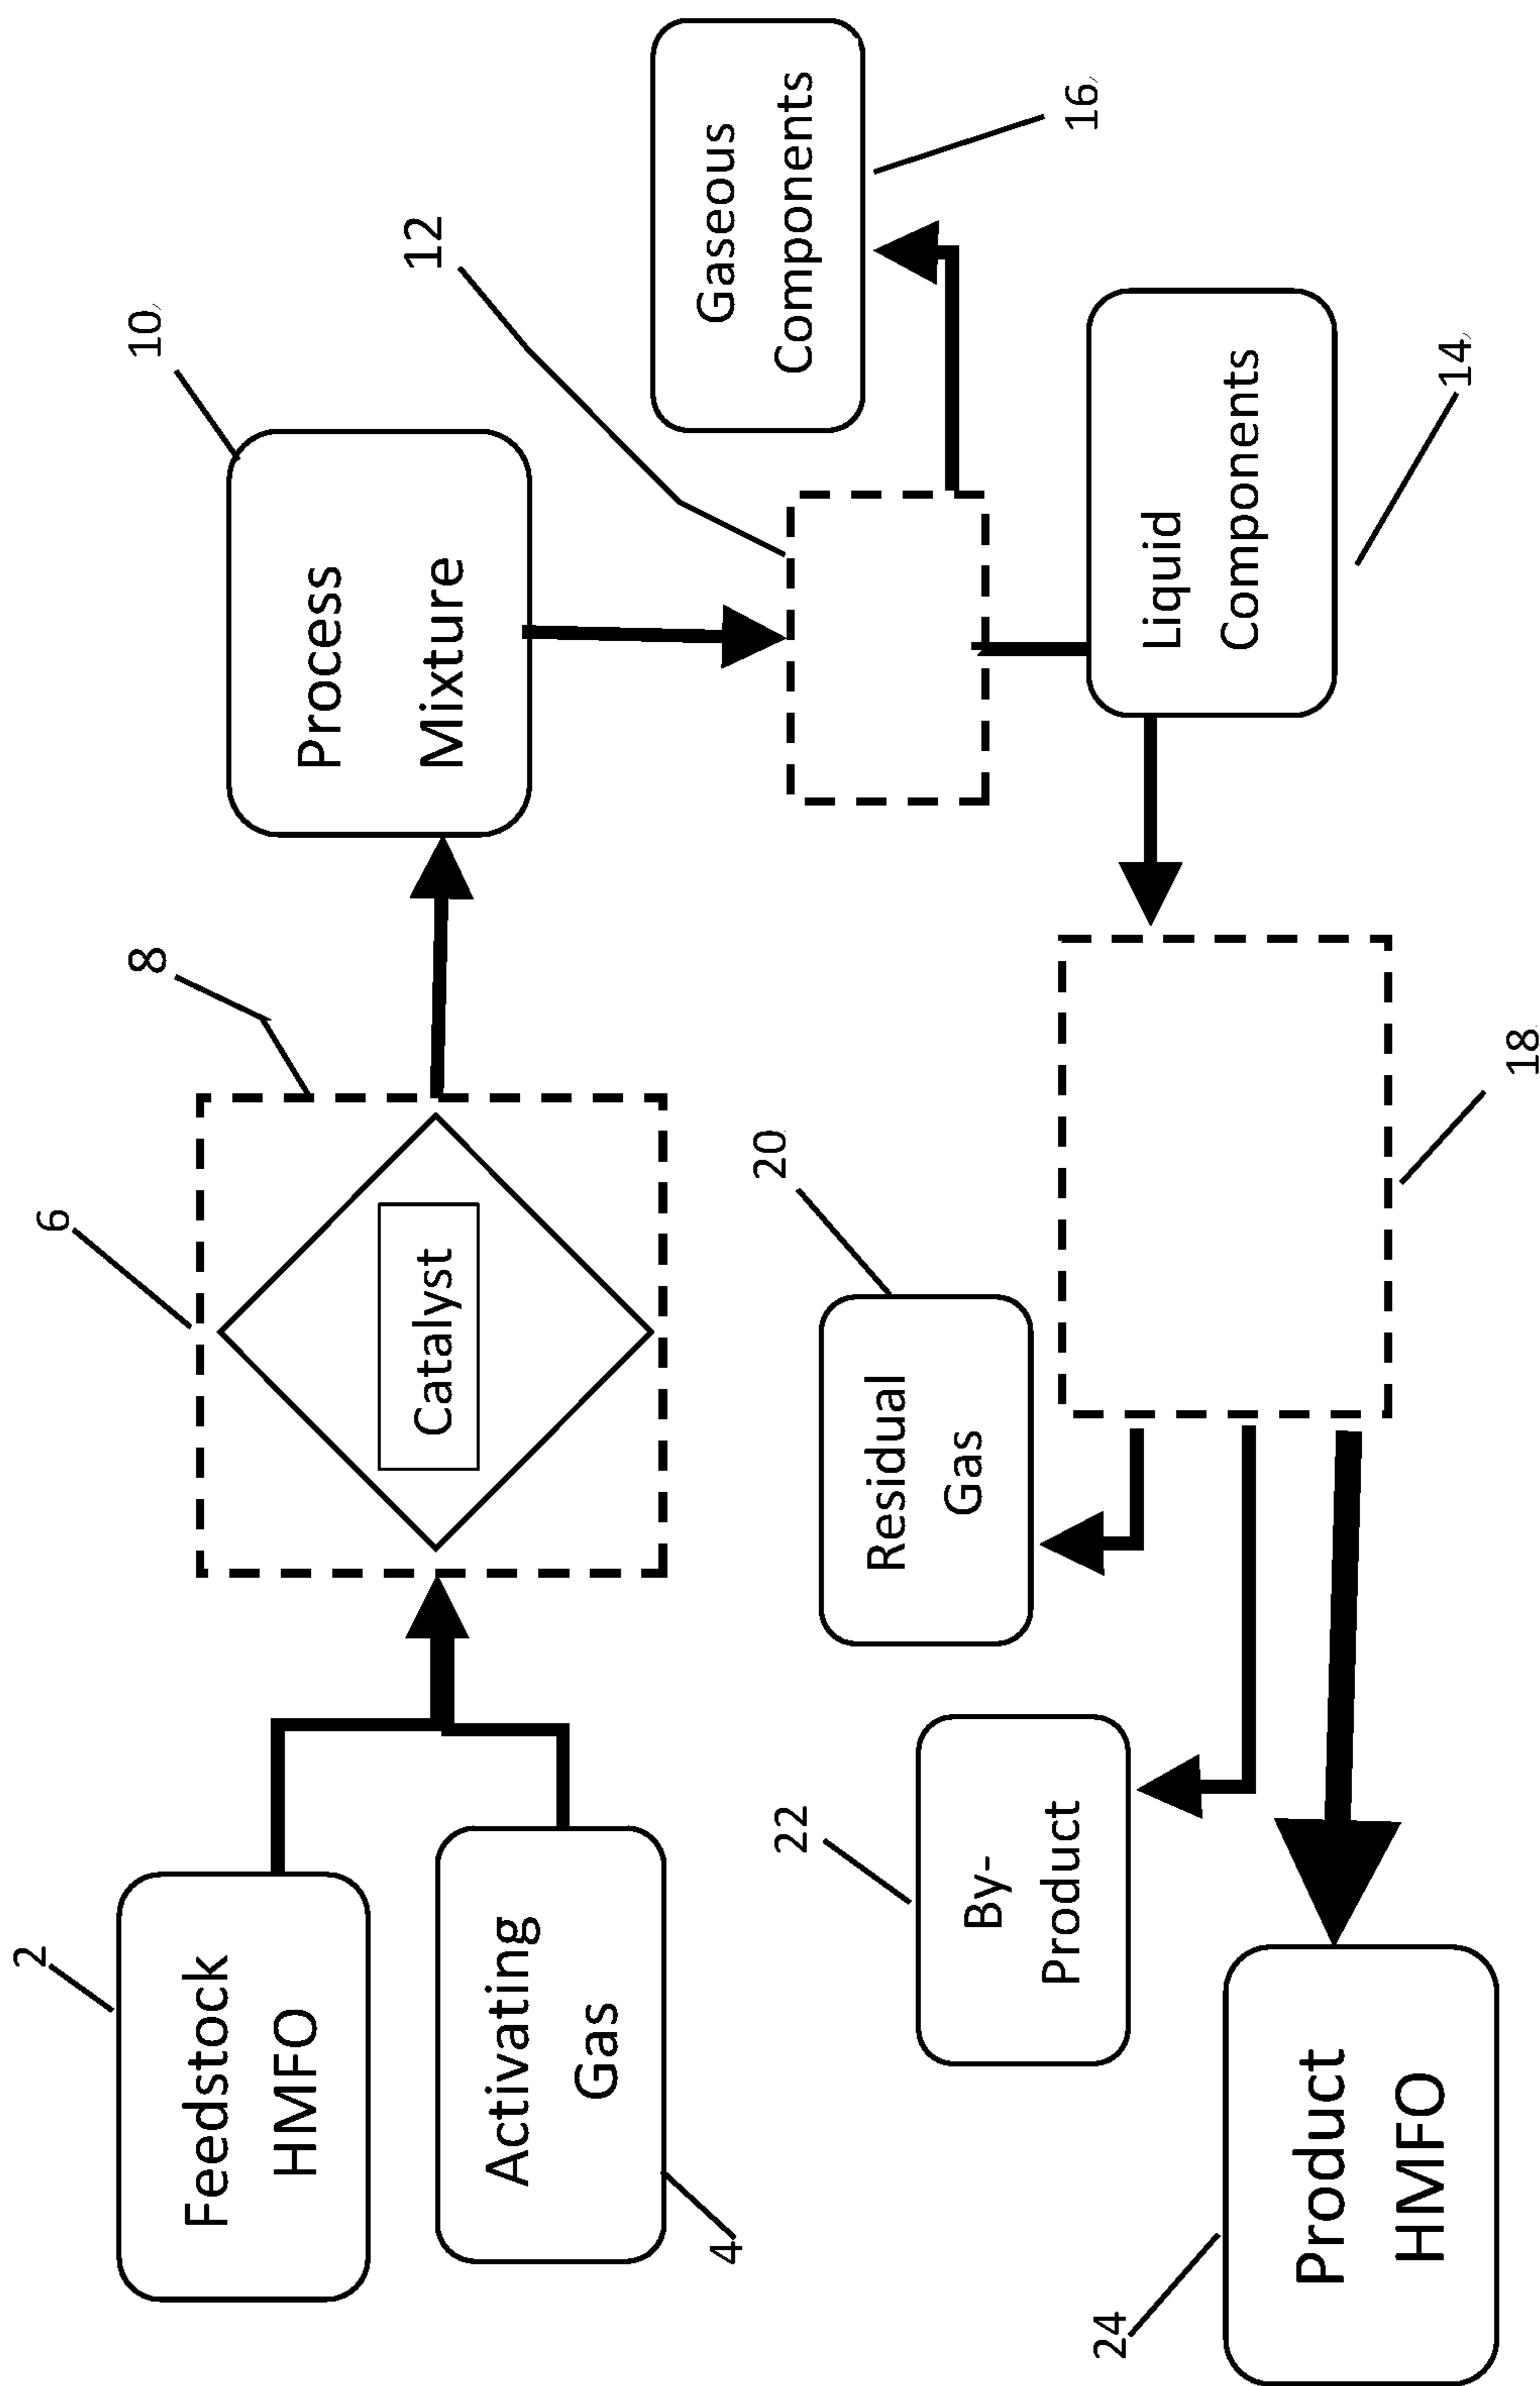 2
Feedstock
HMFO
Activating
Gas
4
6
8
Catalyst
10
Process
Mixture
12
Gaseous
Components
16
Liquid
Components
14
18
20
Residual
Gas
22
By-
Product
24
Product
HMFO